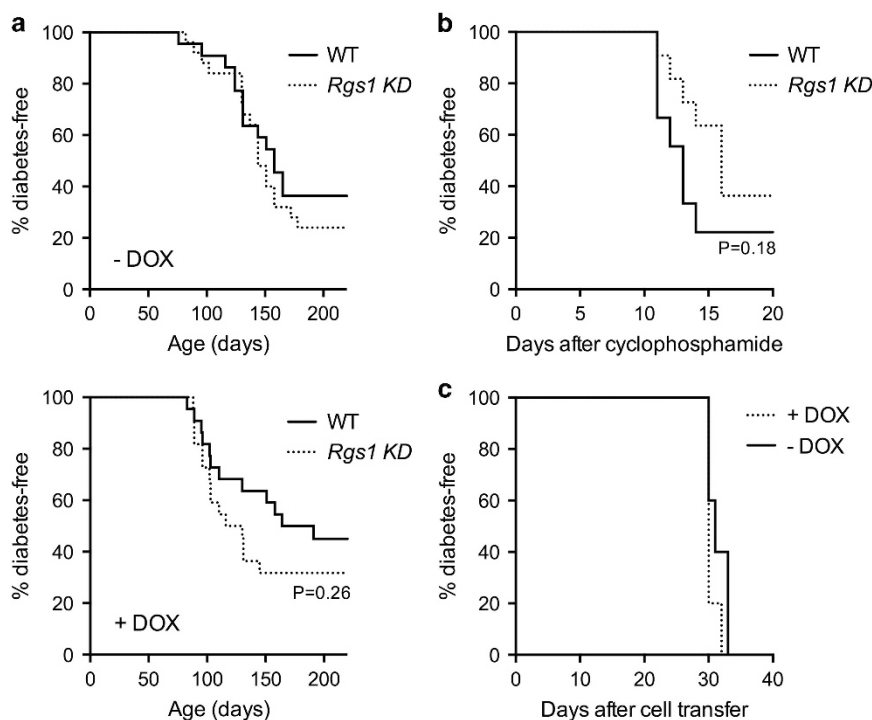 a
100
80
60
40
20
0
% diabetes-free
WT
Rgs1 KD
- DOX
0 50 100 150 200
Age (days)
100
80
60
40
20
0
% diabetes-free
WT
Rgs1 KD
P=0.26
+ DOX
0 50 100 150 200
Age (days)
b
100
80
60
40
20
0
% diabetes-free
WT
Rgs1 KD
P=0.18
0 5 10 15 20
Days after cyclophosphamide
c
100
80
60
40
20
0
% diabetes-free
+ DOX
- DOX
0 10 20 30 40
Days after cell transfer